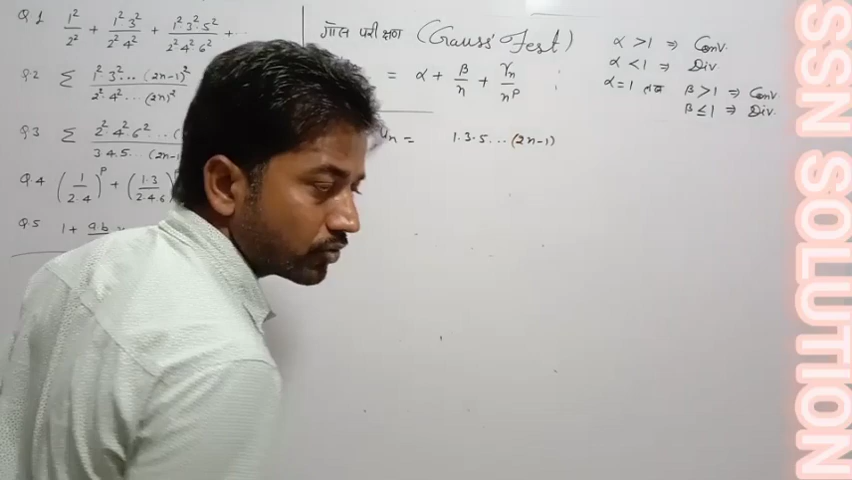 Q.1 1²/2² + 1²3²/2²4² + 1²3²5²/2²4²6² + ...
Q.2 Σ 1²3²...(2n-1)²/2²4²...(2n)²
Q.3 Σ 2²4²6²...(2/3.4.5...(2n-1
Q.4 (1/2.4)^p + (1.3/2.4.6)^p
Q.5 1 + a.b
गॉस परीक्षण (Gauss' Test)
= α + β/n + γn/n^p ;
α > 1 ⇒ Conv.
α < 1 ⇒ Div
α = 1 तब β > 1 ⇒ Conv.
β ≤ 1 ⇒ Div.
un = 1.3.5...(2n-1)
SSN SOLUTION